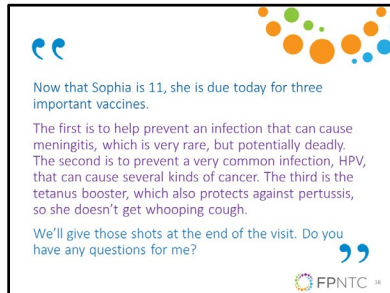 Now that Sophia is 11, she is due today for three
important vaccines.
The first is to help prevent an infection that can cause
meningitis, which is very rare, but potentially deadly.
The second is to prevent a very common infection, HPV,
that can cause several kinds of cancer. The third is the
tetanus booster, which also protects against pertussis,
so she doesn't get whooping cough.
We'll give those shots at the end of the visit. Do you
have any questions for me?
FPNTC 38